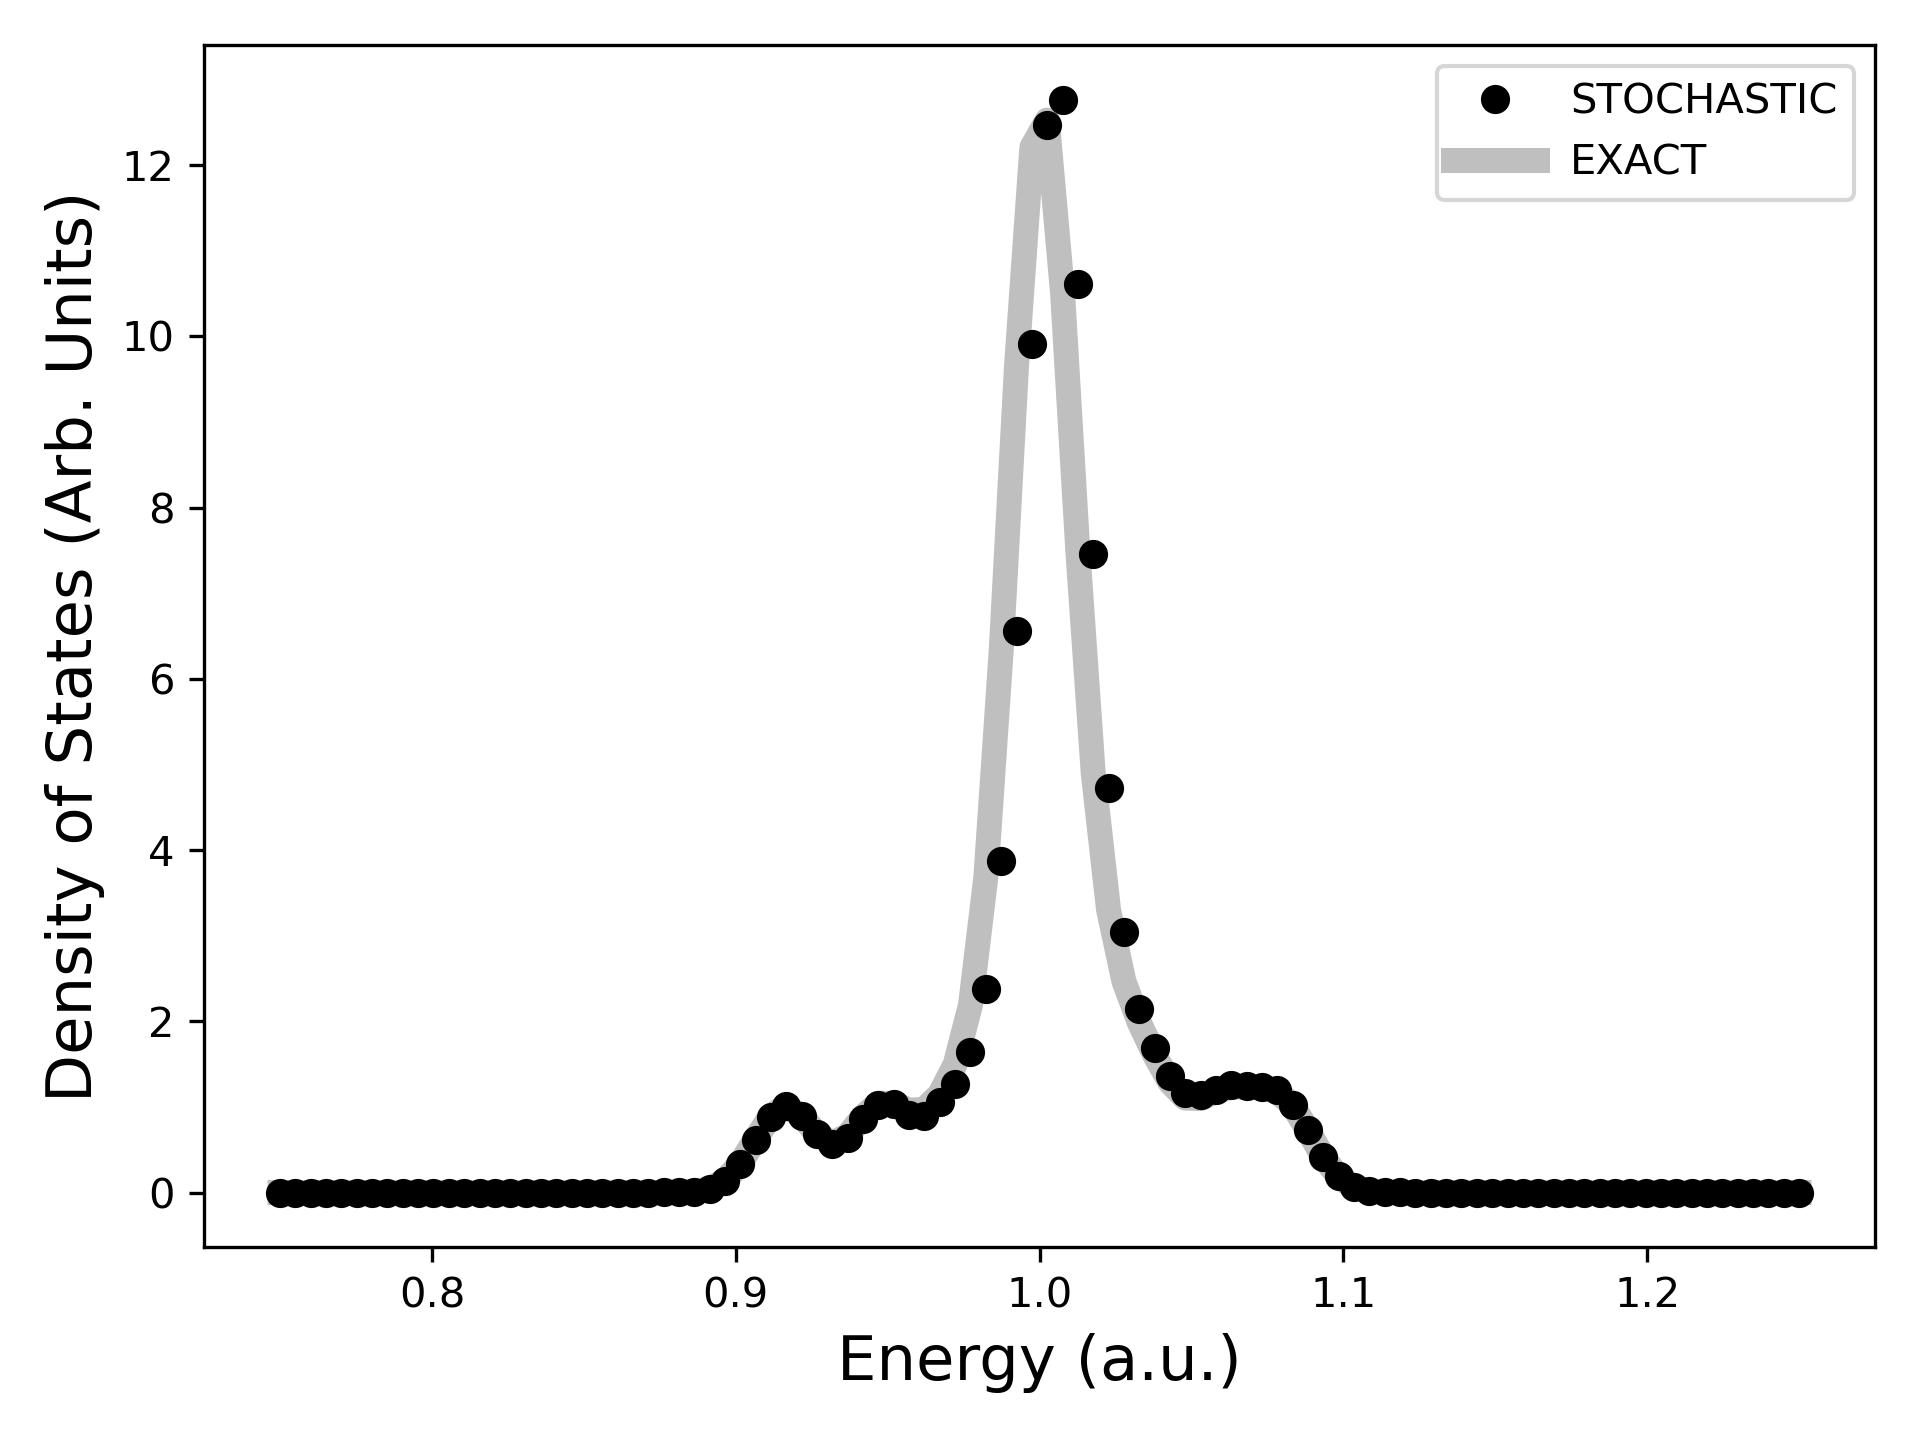 STOCHASTIC
EXACT
Density of States (Arb. Units)
12
10
8
6
4
2
0
0.8 0.9 1.0 1.1 1.2
Energy (a.u.)